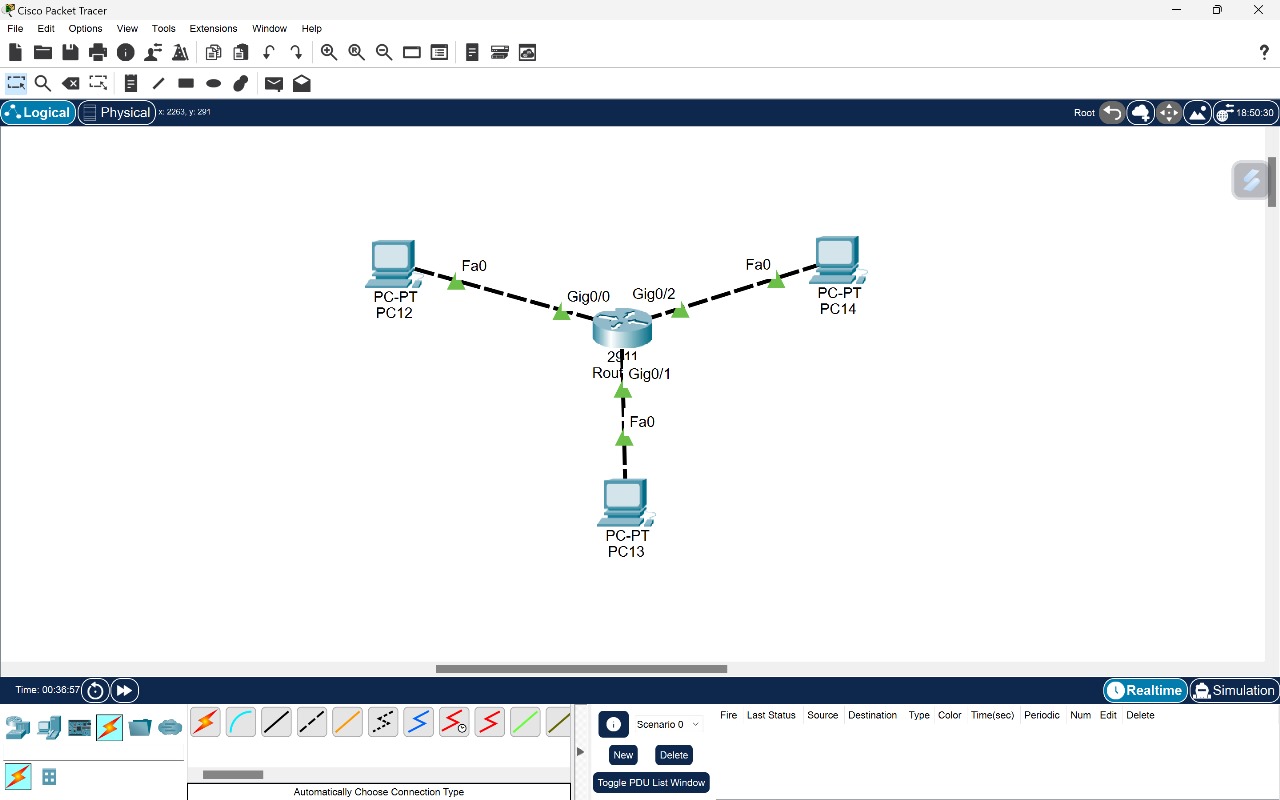 Cisco Packet Tracer
File Edit Options View Tools Extensions Window Help
?
Logical Physical x: 2263, y: 291 Root 18:50:30
Fa0
Fa0
PC-PT
PC12
PC-PT
PC14
Gig0/0
Gig0/2
2911
Rout Gig0/1
Fa0
PC-PT
PC13
Time: 00:36:57 Realtime Simulation
Scenario 0
Fire Last Status Source Destination Type Color Time(sec) Periodic Num Edit Delete
New Delete
Toggle PDU List Window
Automatically Choose Connection Type